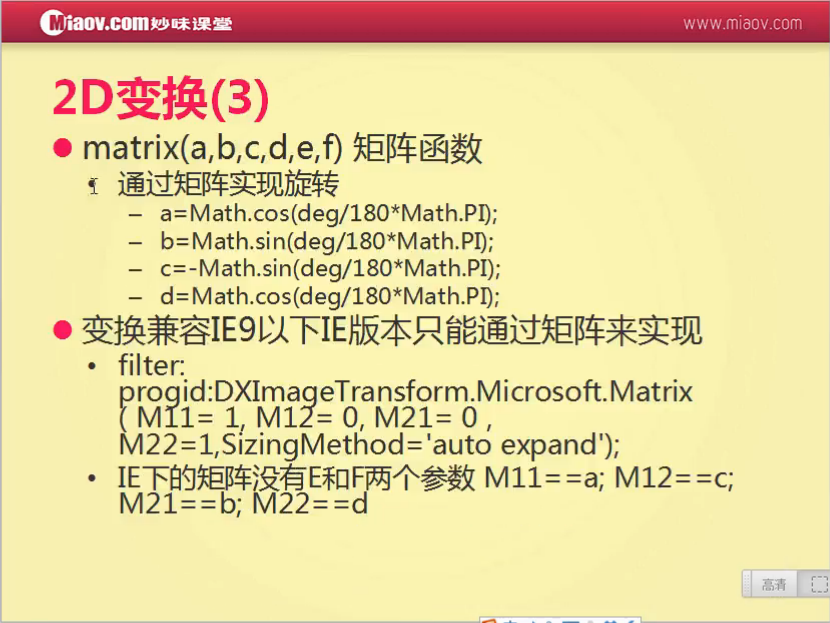 Miaov.com妙味课堂
www.miaov.com
2D变换(3)
matrix(a,b,c,d,e,f) 矩阵函数
通过矩阵实现旋转
– a=Math.cos(deg/180*Math.PI);
– b=Math.sin(deg/180*Math.PI);
– c=-Math.sin(deg/180*Math.PI);
– d=Math.cos(deg/180*Math.PI);
变换兼容IE9以下IE版本只能通过矩阵来实现
• filter:
progid:DXImageTransform.Microsoft.Matrix
( M11= 1, M12= 0, M21= 0 ,
M22=1,SizingMethod='auto expand');
• IE下的矩阵没有E和F两个参数 M11==a; M12==c;
M21==b; M22==d
高清